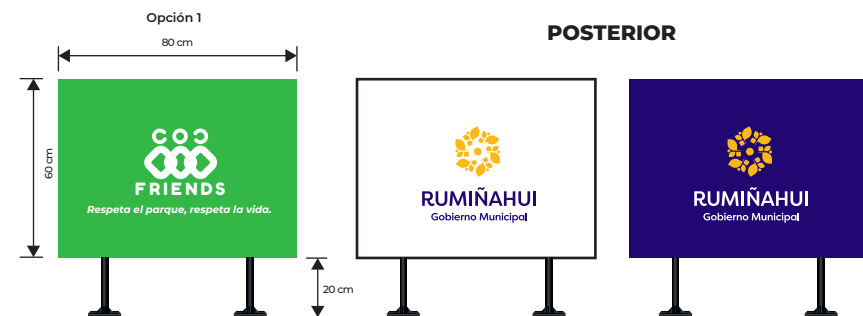 Opción 1
80 cm
POSTERIOR
60 cm
COC
FRIENDS
Respeta el parque, respeta la vida.
20 cm
RUMIÑAHUI
Gobierno Municipal
RUMIÑAHUI
Gobierno Municipal